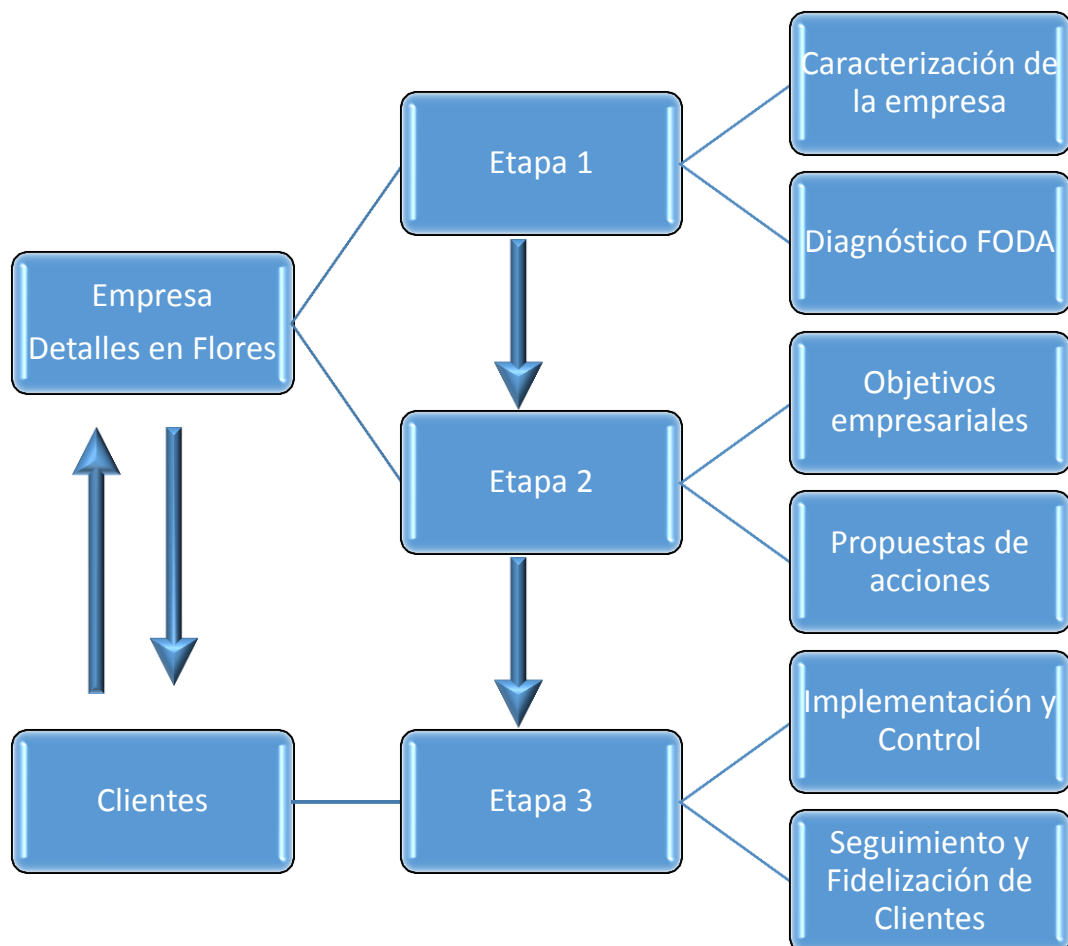 Empresa
Detalles en Flores
Clientes
Etapa 1
Etapa 2
Etapa 3
Caracterización de
la empresa
Diagnóstico FODA
Objetivos
empresariales
Propuestas de
acciones
Implementación y
Control
Seguimiento y
Fidelización de
Clientes